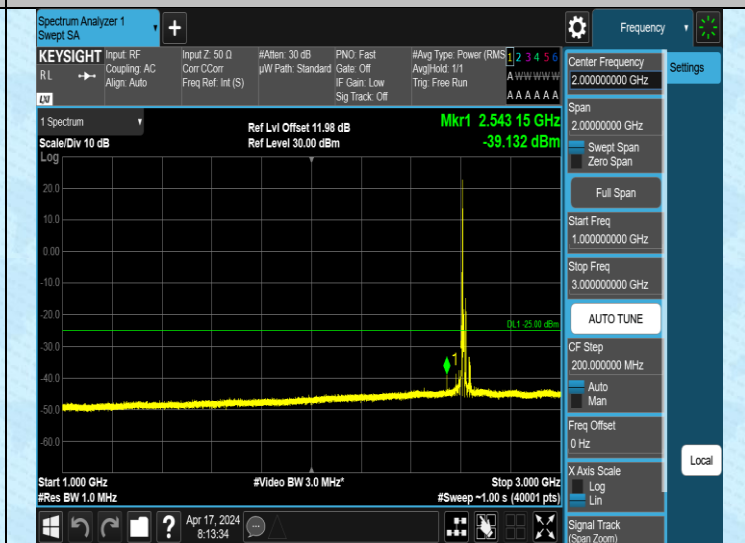 Spectrum Analyzer 1
Swept SA
+
Frequency
KEYSIGHT
RL
LXI
Input: RF
Coupling: AC
Align: Auto
Input Z: 50 Ω
Corr CCorr
Freq Ref: Int (S)
#Atten: 30 dB
µW Path: Standard
PNO: Fast
Gate: Off
IF Gain: Low
Sig Track: Off
#Avg Type: Power (RMS
Avg|Hold: 1/1
Trig: Free Run
1 2 3 4 5 6
A W W W W W
A A A A A A
1 Spectrum
Scale/Div 10 dB
Log
Ref Lvl Offset 11.98 dB
Ref Level 30.00 dBm
Mkr1 2.543 15 GHz
-39.132 dBm
20.0
10.0
0.00
-10.0
-20.0
DL1 -25.00 dBm
-30.0
1
-40.0
-50.0
-60.0
Start 1.000 GHz
#Res BW 1.0 MHz
#Video BW 3.0 MHz*
Stop 3.000 GHz
#Sweep ~1.00 s (40001 pts)
Apr 17, 2024
8:13:34
Center Frequency
2.000000000 GHz
Settings
Span
2.00000000 GHz
Swept Span
Zero Span
Full Span
Start Freq
1.000000000 GHz
Stop Freq
3.000000000 GHz
AUTO TUNE
CF Step
200.000000 MHz
Auto
Man
Freq Offset
0 Hz
X Axis Scale
Log
Lin
Signal Track
(Span Zoom)
Local